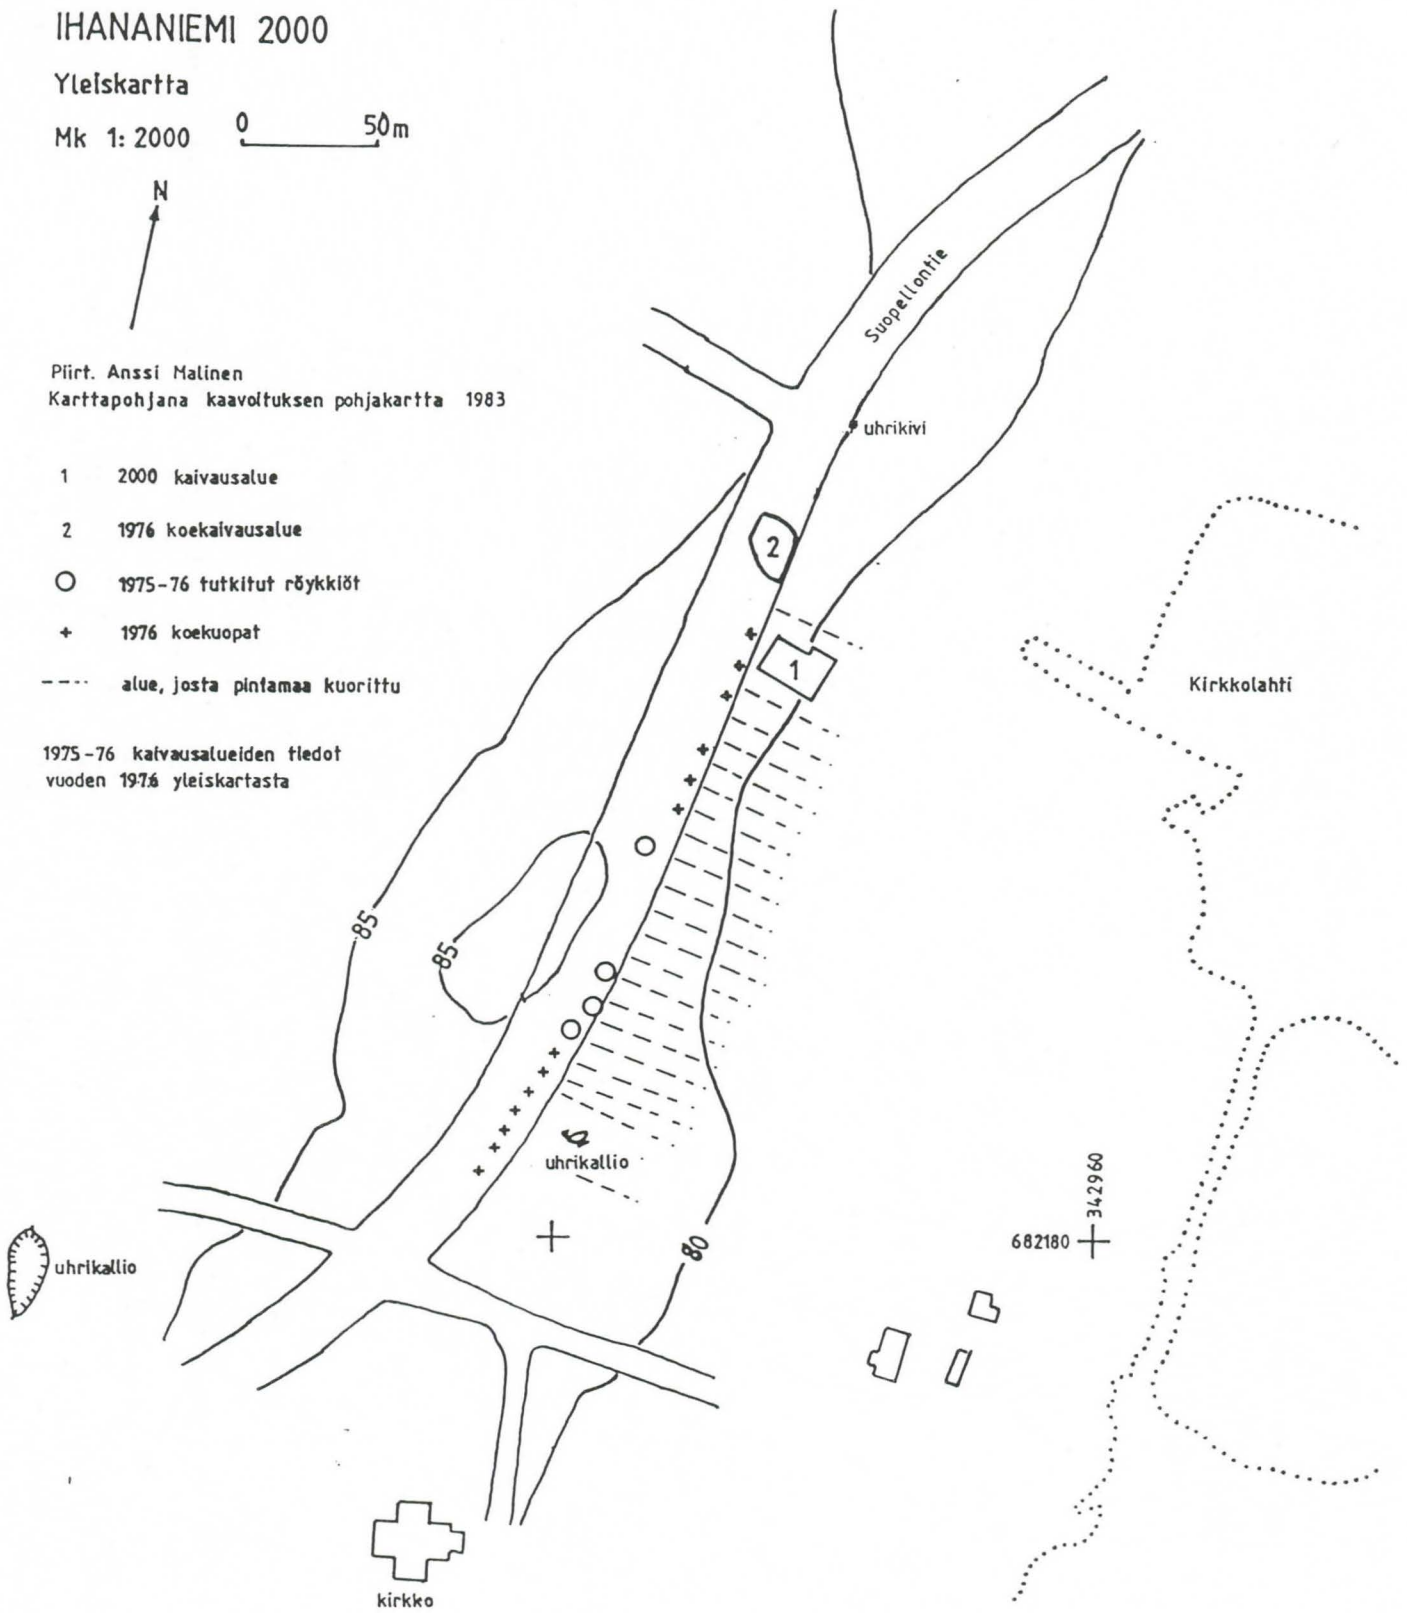 IHANANIEMI 2000
Yleiskartta
Mk 1:2000
0 50m
N
Piirt. Anssi Malinen
Karttapohjana kaavoituksen pohjakartta 1983
1 2000 kaivausalue
2 1976 koekaivausalue
1975-76 tutkitut röykkiöt
1976 koekuopat
alue, josta pintamaa kuorittu
1975-76 kaivausalueiden tiedot
vuoden 1976 yleiskartasta
Suopellontie
uhrikivi
2
1
Kirkkolahti
85
85
uhrikallio
342960
682180
80
uhrikallio
kirkko